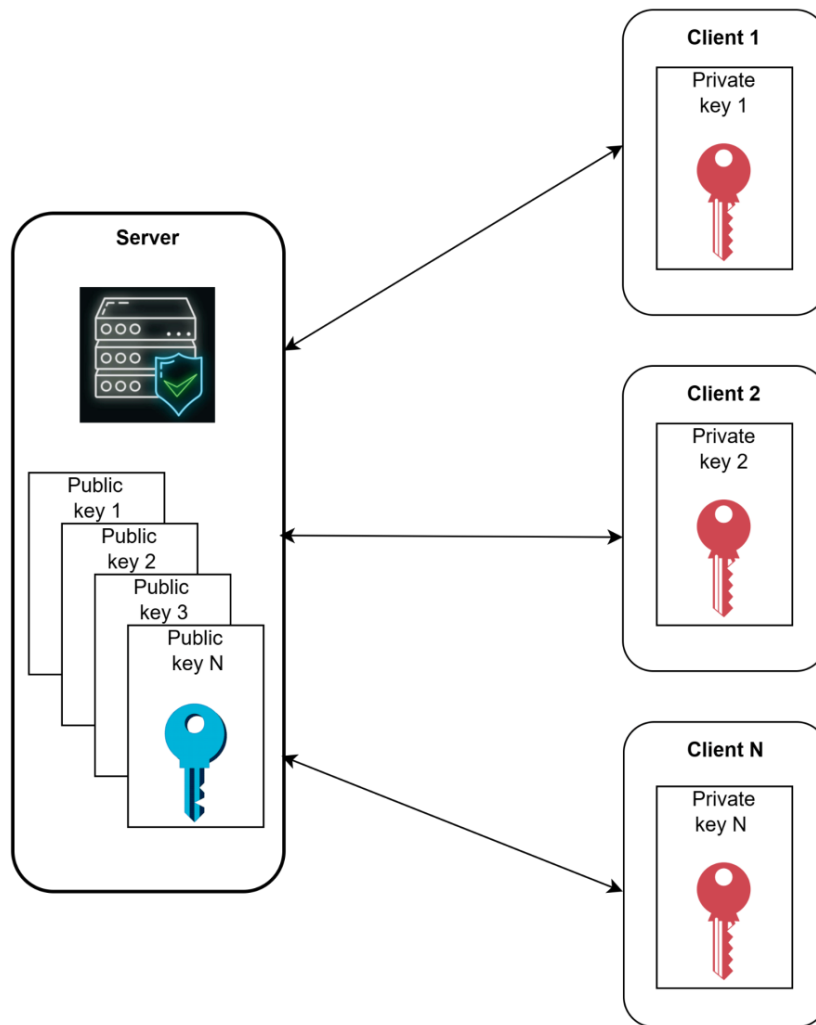 Server
Public
key 1
Public
key 2
Public
key 3
Public
key N
Client 1
Private
key 1
Client 2
Private
key 2
Client N
Private
key N